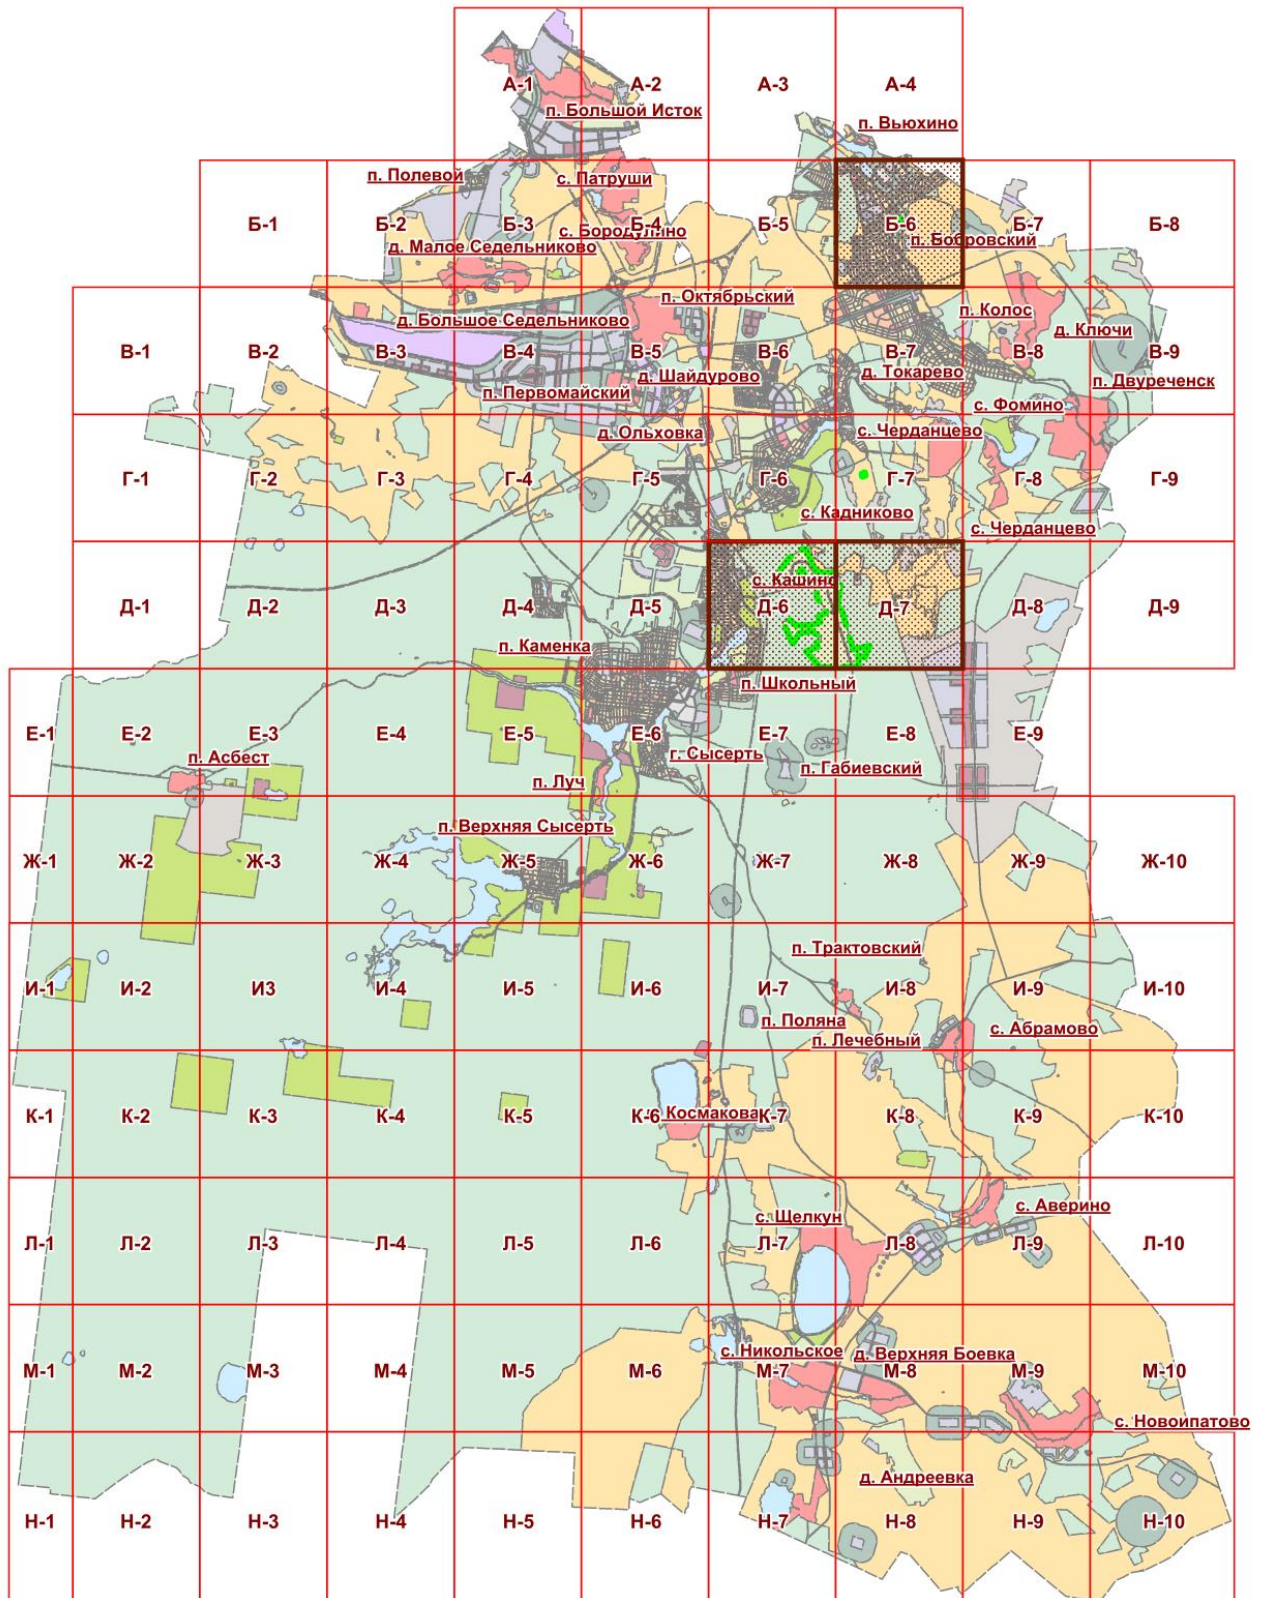 А-1
А-2
А-3
А-4
п. Большой Исток
п. Вьюхино
п. Полевой
с. Патруши
Б-1
Б-2
Б-3
Б-4
Б-5
Б-6
Б-7
Б-8
с. Бородулино
п. Бобровский
д. Малое Седельниково
п. Октябрьский
п. Колос
д. Большое Седельниково
д. Ключи
В-1
В-2
В-3
В-4
В-5
В-6
В-7
В-8
В-9
д. Шайдурово
д. Токарево
п. Двуреченск
п. Первомайский
с. Фомино
д. Ольховка
с. Черданцево
Г-1
Г-2
Г-3
Г-4
Г-5
Г-6
Г-7
Г-8
Г-9
с. Кадниково
с. Черданцево
с. Кашино
Д-1
Д-2
Д-3
Д-4
Д-5
Д-6
Д-7
Д-8
Д-9
п. Каменка
п. Школьный
Е-1
Е-2
Е-3
Е-4
Е-5
Е-6
Е-7
Е-8
Е-9
п. Асбест
г. Сысерть
п. Габиевский
п. Луч
п. Верхняя Сысерть
Ж-1
Ж-2
Ж-3
Ж-4
Ж-5
Ж-6
Ж-7
Ж-8
Ж-9
Ж-10
п. Трактовский
И-1
И-2
И3
И-4
И-5
И-6
И-7
И-8
И-9
И-10
п. Поляна
с. Абрамово
п. Лечебный
К-1
К-2
К-3
К-4
К-5
К-6
Космакова
К-7
К-8
К-9
К-10
с. Аверино
с. Щелкун
Л-1
Л-2
Л-3
Л-4
Л-5
Л-6
Л-7
Л-8
Л-9
Л-10
с. Никольское
д. Верхняя Боевка
М-1
М-2
М-3
М-4
М-5
М-6
М-7
М-8
М-9
М-10
с. Новоипатово
д. Андреевка
Н-1
Н-2
Н-3
Н-4
Н-5
Н-6
Н-7
Н-8
Н-9
Н-10